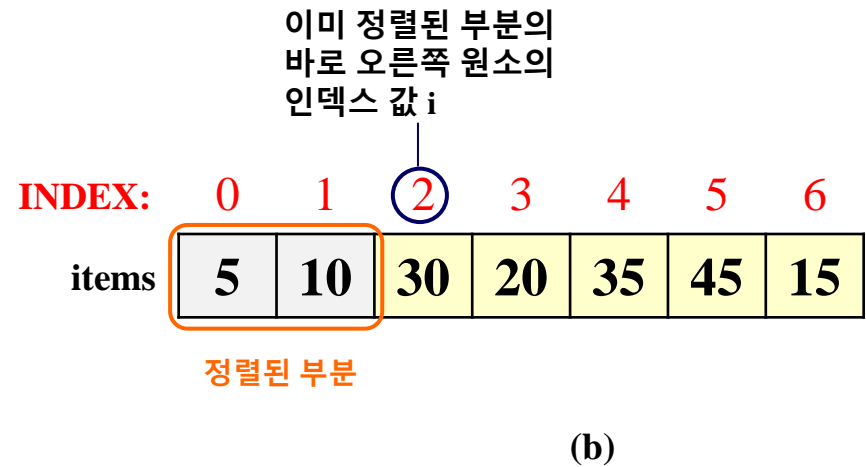 이미 정렬된 부분의
바로 오른쪽 원소의
인덱스 값 i
INDEX: 0 1 2 3 4 5 6
items 5 10 30 20 35 45 15
정렬된 부분
(b)